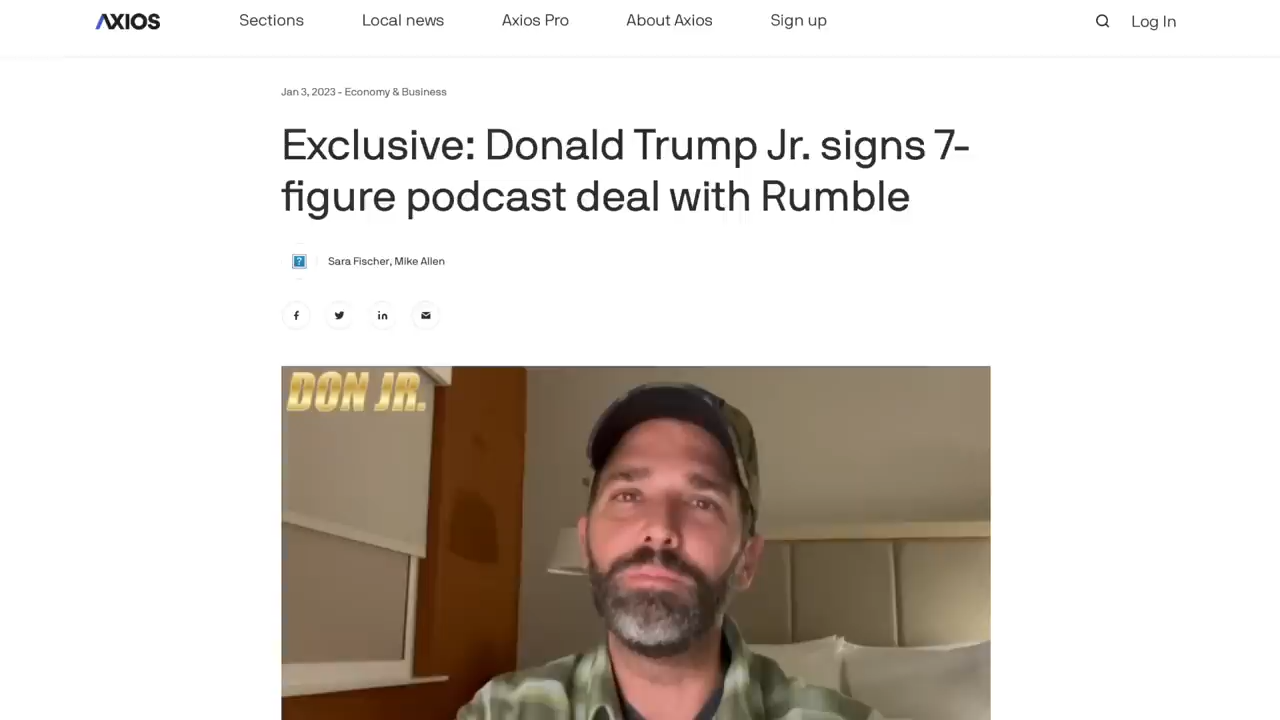 AXIOS Sections Local news Axios Pro About Axios Sign up Log In
Jan 3, 2023 - Economy & Business
Exclusive: Donald Trump Jr. signs 7-
figure podcast deal with Rumble
? Sara Fischer, Mike Allen
f in
DON JR.